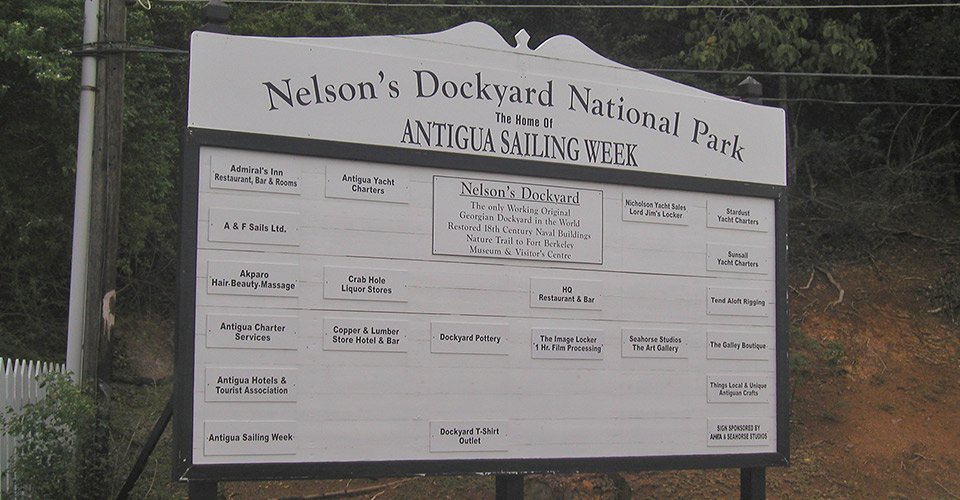 Nelson's Dockyard National Park
The Home Of
ANTIGUA SAILING WEEK
Admiral's Inn
Restaurant, Bar & Rooms
Antigua Yacht
Charters
Nelson's Dockyard
The only Working Original
Georgian Dockyard in the World
Restored 18th Century Naval Buildings
Nature Trail to Fort Berkeley
Museum & Visitor's Centre
Nicholson Yacht Sales
Lord Jim's Locker
Stardust
Yacht Charters
A & F Sails Ltd.
Sunsail
Yacht Charters
Akparo
Hair-Beauty-Massage
Crab Hole
Liquor Stores
HQ
Restaurant & Bar
Tend Aloft Rigging
Antigua Charter
Services
Copper & Lumber
Store Hotel & Bar
Dockyard Pottery
The Image Locker
1 Hr. Film Processing
Seahorse Studios
The Art Gallery
The Galley Boutique
Antigua Hotels &
Tourist Association
Things Local & Unique
Antiguan Crafts
Antigua Sailing Week
Dockyard T-Shirt
Outlet
SIGN SPONSORED BY
AHTA & SEAHORSE STUDIOS